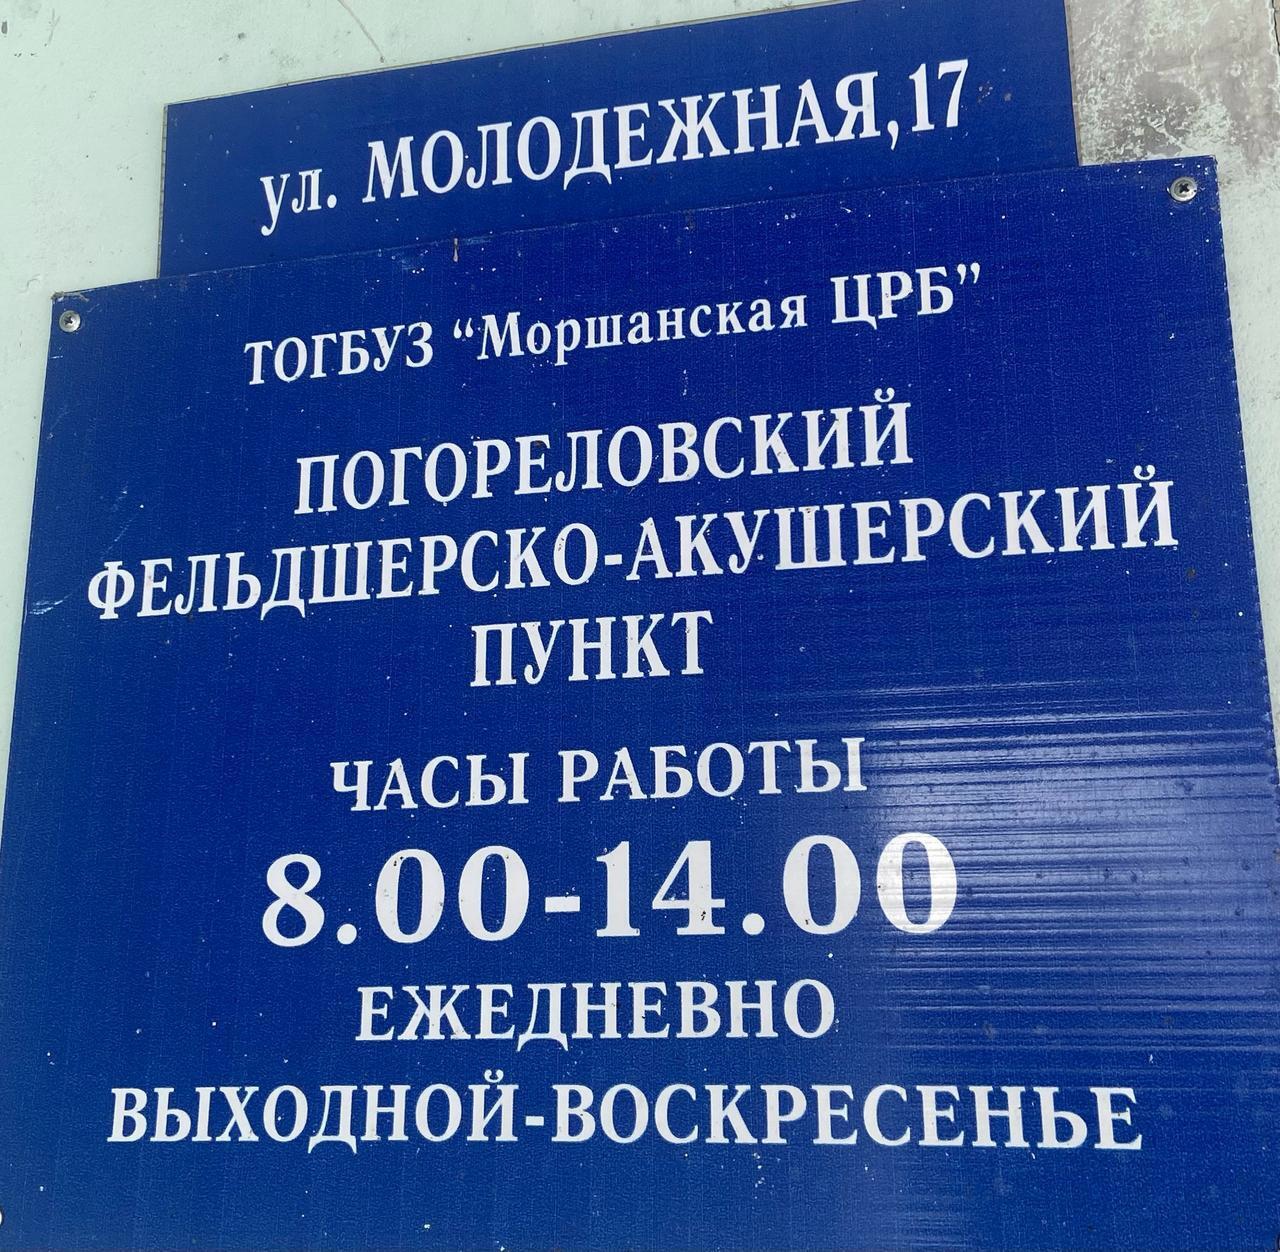 ул. МОЛОДЕЖНАЯ,17
ТОГБУЗ “Моршанская ЦРБ”
ПОГОРЕЛОВСКИЙ
ФЕЛЬДШЕРСКО-АКУШЕРСКИЙ
ПУНКТ
ЧАСЫ РАБОТЫ
8.00-14.00
ЕЖЕДНЕВНО
ВЫХОДНОЙ-ВОСКРЕСЕНЬЕ